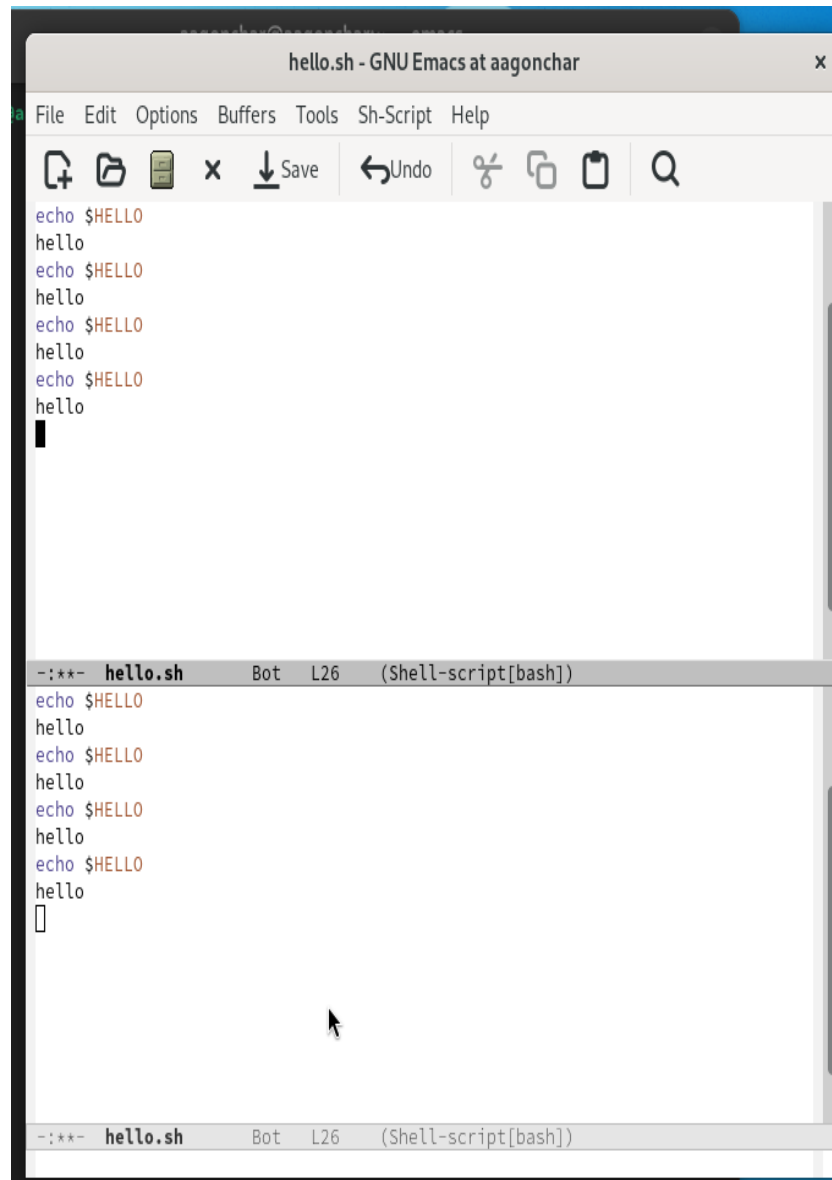 hello.sh - GNU Emacs at aagonchar
File Edit Options Buffers Tools Sh-Script Help
Save Undo
echo $HELLO
hello
echo $HELLO
hello
echo $HELLO
hello
echo $HELLO
hello
-:**- hello.sh Bot L26 (Shell-script[bash])
echo $HELLO
hello
echo $HELLO
hello
echo $HELLO
hello
echo $HELLO
hello
-:**- hello.sh Bot L26 (Shell-script[bash])